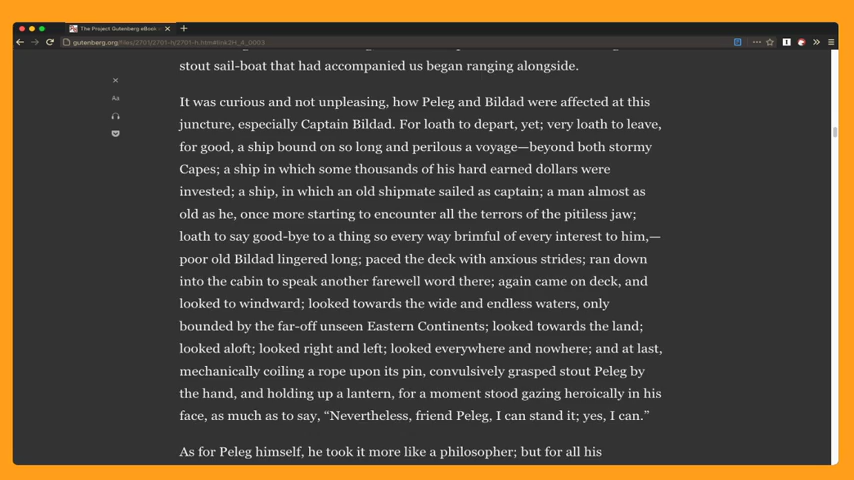 The Project Gutenberg eBook
gutenberg.org/files/2701/2701-h/2701-h.htm#link2H_4_0003
stout sail-boat that had accompanied us began ranging alongside.
It was curious and not unpleasing, how Peleg and Bildad were affected at this
juncture, especially Captain Bildad. For loath to depart, yet; very loath to leave,
for good, a ship bound on so long and perilous a voyage—beyond both stormy
Capes; a ship in which some thousands of his hard earned dollars were
invested; a ship, in which an old shipmate sailed as captain; a man almost as
old as he, once more starting to encounter all the terrors of the pitiless jaw;
loath to say good-bye to a thing so every way brimful of every interest to him,—
poor old Bildad lingered long; paced the deck with anxious strides; ran down
into the cabin to speak another farewell word there; again came on deck, and
looked to windward; looked towards the wide and endless waters, only
bounded by the far-off unseen Eastern Continents; looked towards the land;
looked aloft; looked right and left; looked everywhere and nowhere; and at last,
mechanically coiling a rope upon its pin, convulsively grasped stout Peleg by
the hand, and holding up a lantern, for a moment stood gazing heroically in his
face, as much as to say, “Nevertheless, friend Peleg, I can stand it; yes, I can.”
As for Peleg himself, he took it more like a philosopher; but for all his
Aa